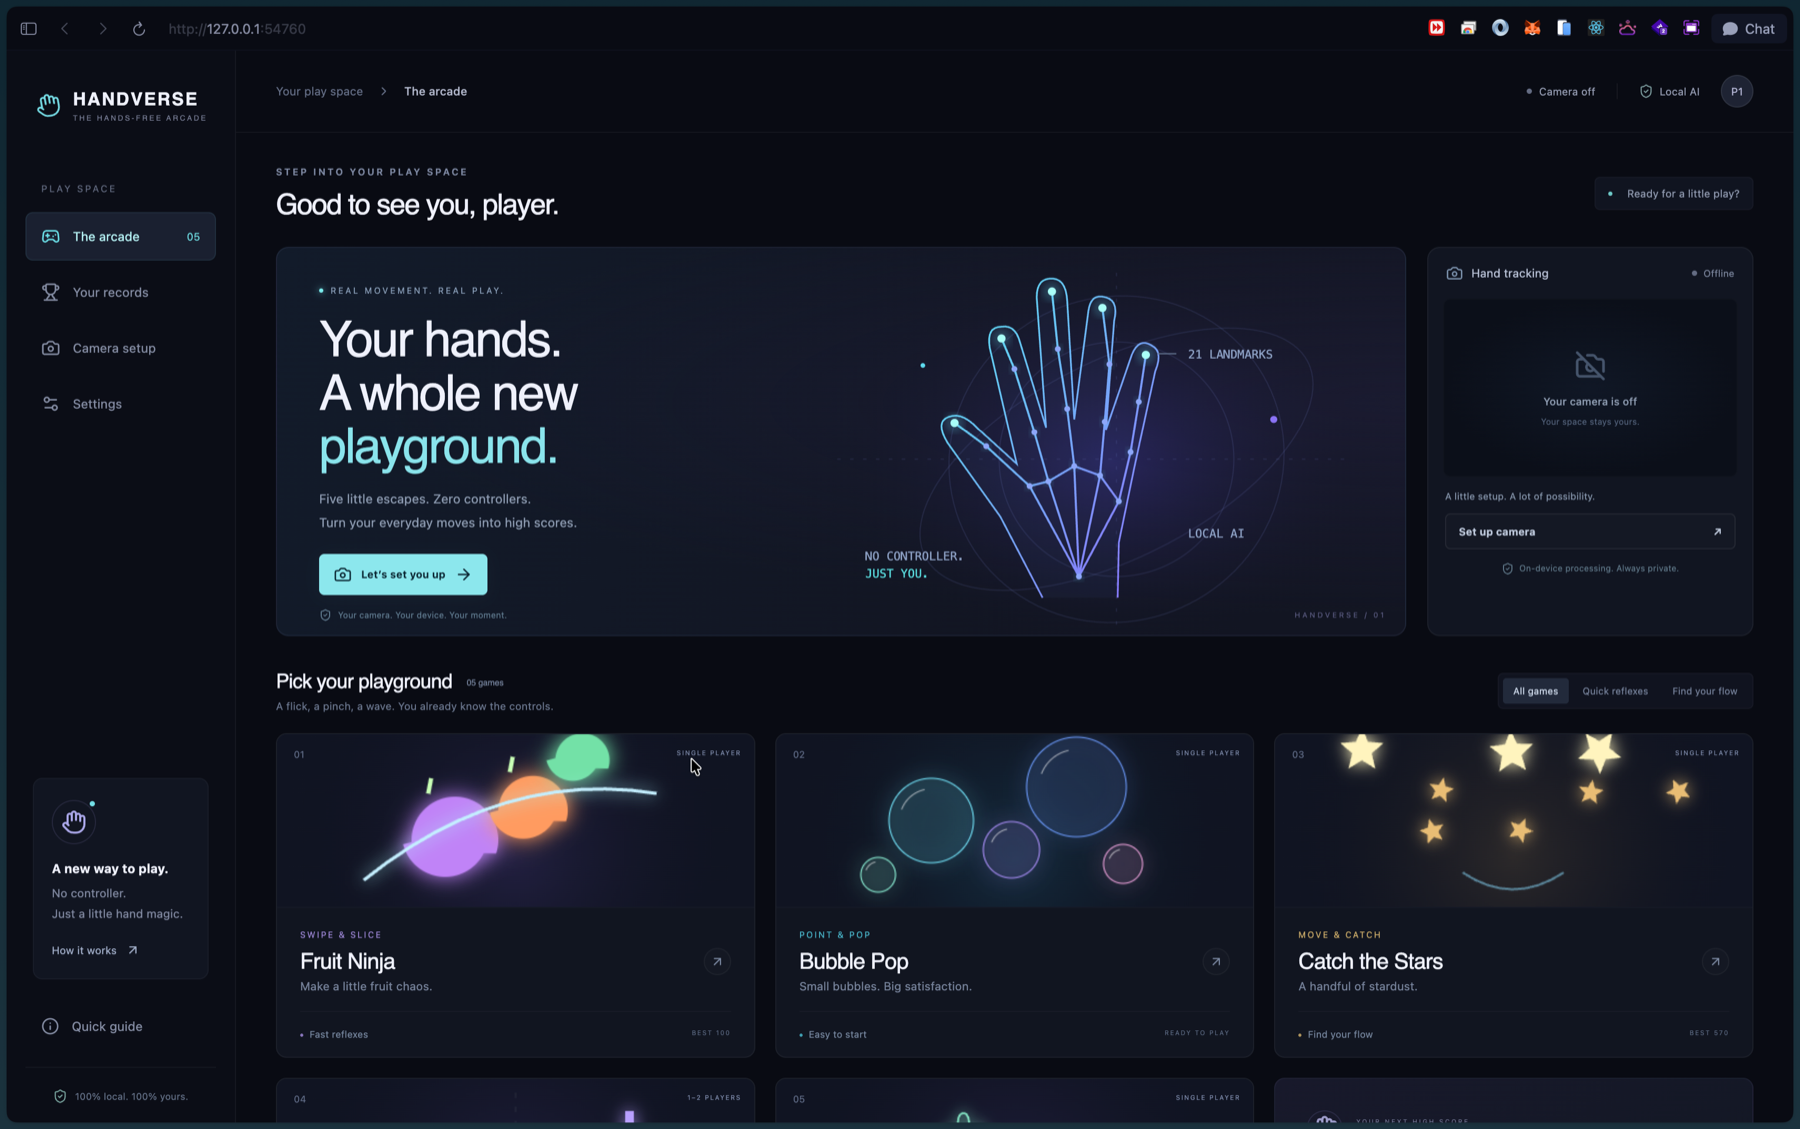 http://127.0.0.1:54760
Chat
HANDVERSE
THE HANDS-FREE ARCADE
PLAY SPACE
The arcade 05
Your records
Camera setup
Settings
A new way to play.
No controller.
Just a little hand magic.
How it works
Quick guide
100% local. 100% yours.
Your play space > The arcade
Camera off
Local AI
P1
STEP INTO YOUR PLAY SPACE
Good to see you, player.
Ready for a little play?
REAL MOVEMENT. REAL PLAY.
Your hands.
A whole new
playground.
Five little escapes. Zero controllers.
Turn your everyday moves into high scores.
Let's set you up
Your camera. Your device. Your moment.
21 LANDMARKS
LOCAL AI
NO CONTROLLER.
JUST YOU.
HANDVERSE / 01
Hand tracking
Offline
Your camera is off
Your space stays yours.
A little setup. A lot of possibility.
Set up camera
On-device processing. Always private.
Pick your playground 05 games
A flick, a pinch, a wave. You already know the controls.
All games Quick reflexes Find your flow
01 SINGLE PLAYER
SWIPE & SLICE
Fruit Ninja
Make a little fruit chaos.
Fast reflexes BEST 100
02 SINGLE PLAYER
POINT & POP
Bubble Pop
Small bubbles. Big satisfaction.
Easy to start READY TO PLAY
03 SINGLE PLAYER
MOVE & CATCH
Catch the Stars
A handful of stardust.
Find your flow BEST 570
04 1–2 PLAYERS
05 SINGLE PLAYER
YOUR NEXT HIGH SCORE